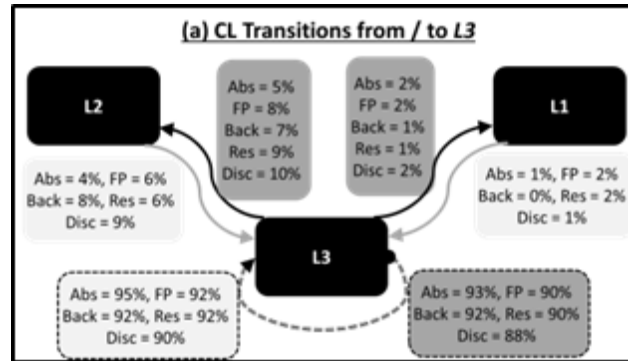 (a) CL Transitions from / to L3
L2
Abs = 5%
FP = 8%
Back = 7%
Res = 9%
Disc = 10%
Abs = 2%
FP = 2%
Back = 1%
Res = 1%
Disc = 2%
L1
Abs = 4%, FP = 6%
Back = 8%, Res = 6%
Disc = 9%
Abs = 1%, FP = 2%
Back = 0%, Res = 2%
Disc = 1%
L3
Abs = 95%, FP = 92%
Back = 92%, Res = 92%
Disc = 90%
Abs = 93%, FP = 90%
Back = 92%, Res = 90%
Disc = 88%